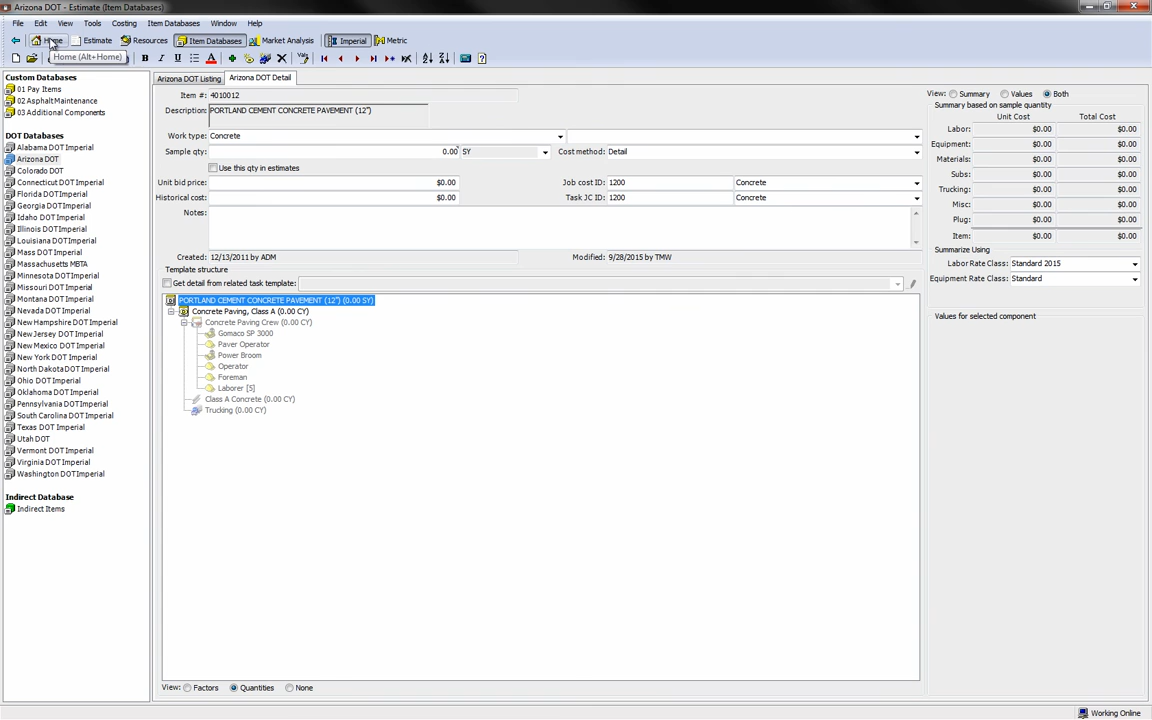 Arizona DOT - Estimate (Item Databases)
File Edit View Tools Costing Item Databases Window Help
Home Estimate Resources Item Databases Market Analysis Imperial Metric
Home (Alt+Home)
B I U A
Custom Databases
01 Pay Items
02 AsphaltMaintenance
03 Additional Components
DOT Databases
Alabama DOT Imperial
Arizona DOT
Colorado DOT
Connecticut DOT Imperial
Florida DOT Imperial
Georgia DOT Imperial
Idaho DOT Imperial
Illinois DOT Imperial
Louisiana DOT Imperial
Mass DOT Imperial
Massachusetts MBTA
Minnesota DOT Imperial
Missouri DOT Imperial
Montana DOT Imperial
Nevada DOT Imperial
New Hampshire DOT Imperial
New Jersey DOT Imperial
New Mexico DOT Imperial
New York DOT Imperial
North Dakota DOT Imperial
Ohio DOT Imperial
Oklahoma DOT Imperial
Pennsylvania DOT Imperial
South Carolina DOT Imperial
Texas DOT Imperial
Utah DOT
Vermont DOT Imperial
Virginia DOT Imperial
Washington DOT Imperial
Indirect Database
Indirect Items
Arizona DOT Listing Arizona DOT Detail
Item #: 4010012
Description: PORTLAND CEMENT CONCRETE PAVEMENT (12")
Work type: Concrete
Sample qty: 0.00 SY Cost method: Detail
Use this qty in estimates
Unit bid price: $0.00 Job cost ID: 1200 Concrete
Historical cost: $0.00 Task JC ID: 1200 Concrete
Notes:
Created: 12/13/2011 by ADM Modified: 9/28/2015 by TMW
Template structure
Get detail from related task template:
PORTLAND CEMENT CONCRETE PAVEMENT (12") (0.00 SY)
Concrete Paving, Class A (0.00 CY)
Concrete Paving Crew (0.00 CY)
Gomaco SP 3000
Paver Operator
Power Broom
Operator
Foreman
Laborer [5]
Class A Concrete (0.00 CY)
Trucking (0.00 CY)
View: Factors Quantities None
View: Summary Values Both
Summary based on sample quantity
Unit Cost Total Cost
Labor: $0.00 $0.00
Equipment: $0.00 $0.00
Materials: $0.00 $0.00
Subs: $0.00 $0.00
Trucking: $0.00 $0.00
Misc: $0.00 $0.00
Plug: $0.00 $0.00
Item: $0.00 $0.00
Summarize Using
Labor Rate Class: Standard 2015
Equipment Rate Class: Standard
Values for selected component
Working Online